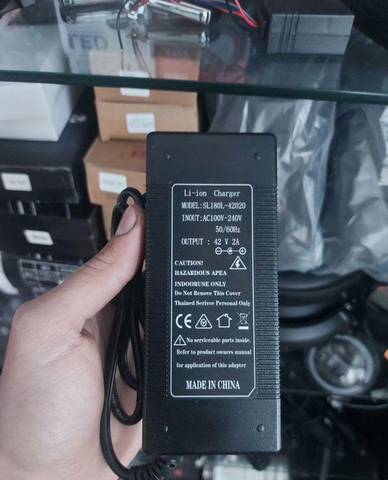 Li-ion Charger
MODEL:SL180L-42020
INOUT:AC100V-240V
50/60Hz
OUTPUT : 42 V 2A
CAUTION!
HAZARDOUS APEA
INDOORUSE ONLY
Do Not Remove This Cover
Thained Serivce Personal Only
CE
No serviceable parts inside.
Refer to product owners manual
for application of this adapter
MADE IN CHINA
LED